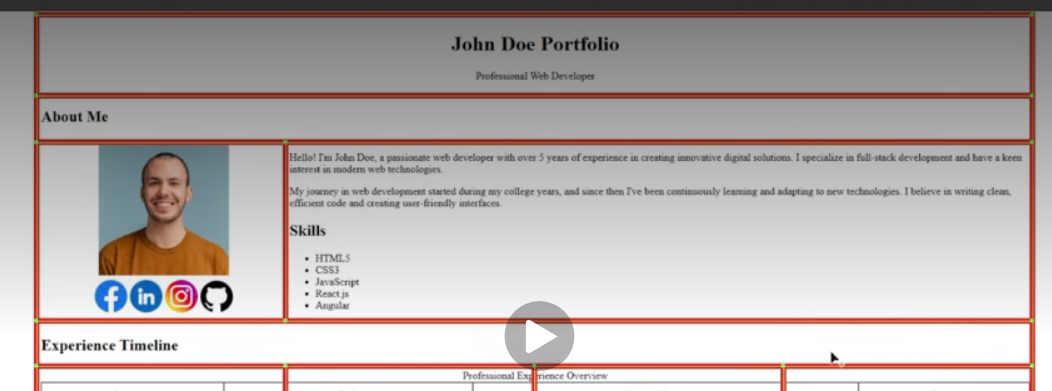 John Doe Portfolio
Professional Web Developer
About Me
Hello! I'm John Doe, a passionate web developer with over 5 years of experience in creating innovative digital solutions. I specialize in full-stack development and have a keen
interest in modern web technologies.
My journey in web development started during my college years, and since then I've been continuously learning and adapting to new technologies. I believe in writing clean,
efficient code and creating user-friendly interfaces.
Skills
HTML5
CSS3
JavaScript
React.js
Angular
in
Experience Timeline
Professional Experience Overview